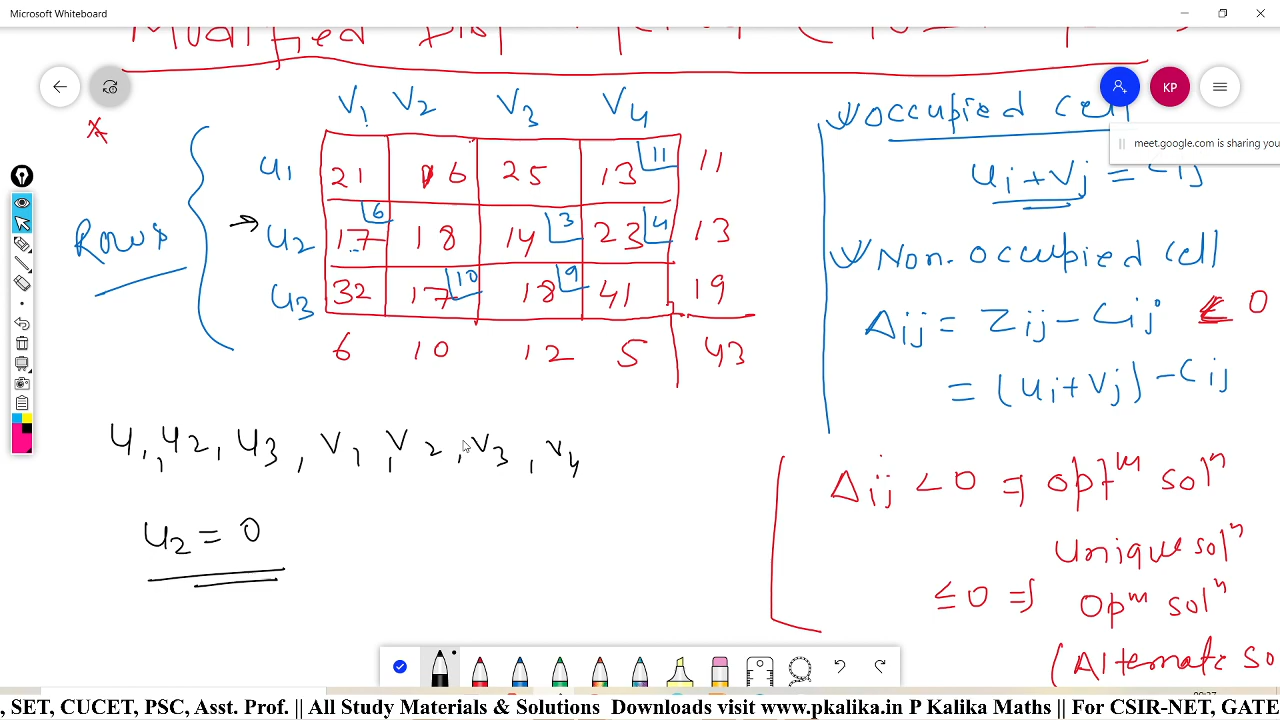 Microsoft Whiteboard
KP
meet.google.com is sharing you
V1 V2 V3 V4
u1 21 16 25 13 11 11
u2 17 6 18 14 3 23 4 13
u3 32 17 10 18 9 41 19
6 10 12 5 43
Rows
occupied cell
ui + vj = cij
Non. occupied cell
Δij = Zij - Cij ≤ 0
= (ui + vj) - Cij
u1, u2, u3, v1, v2, v3, v4
u2 = 0
Δij < 0 ⇒ optm soln
Unique soln
≤ 0 ⇒ opm soln
(Alternate so
, SET, CUCET, PSC, Asst. Prof. || All Study Materials & Solutions Downloads visit www.pkalika.in P Kalika Maths || For CSIR-NET, GATE